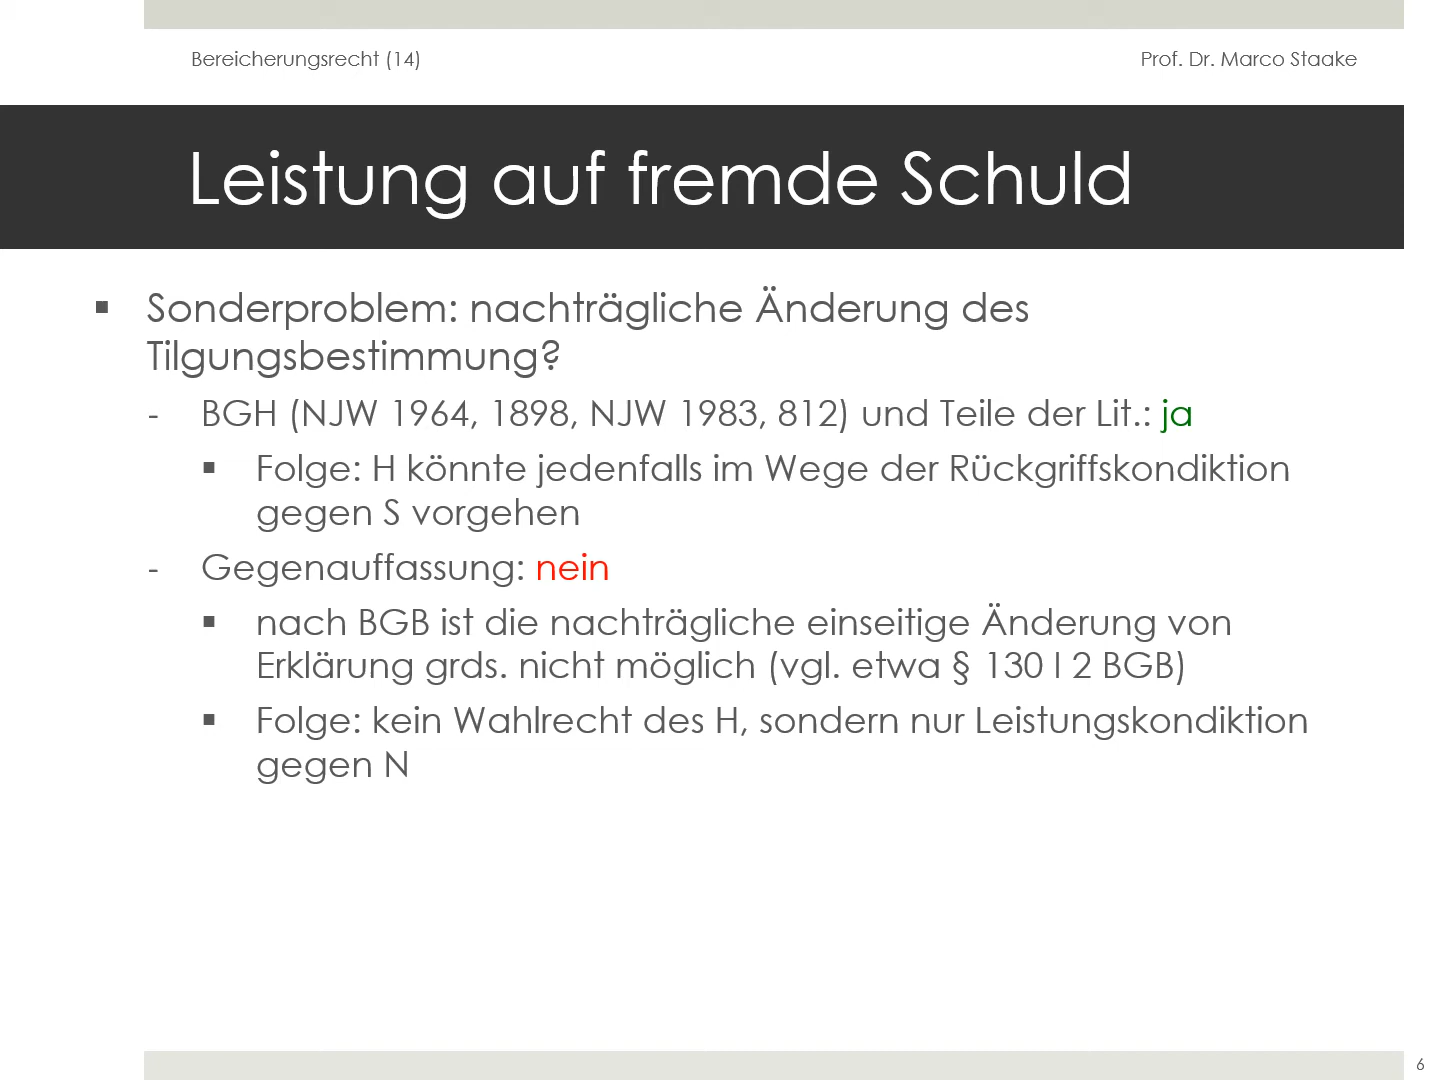 Bereicherungsrecht (14)
Prof. Dr. Marco Staake
Leistung auf fremde Schuld
▪ Sonderproblem: nachträgliche Änderung des
Tilgungsbestimmung?
- BGH (NJW 1964, 1898, NJW 1983, 812) und Teile der Lit.: ja
▪ Folge: H könnte jedenfalls im Wege der Rückgriffskondiktion
gegen S vorgehen
- Gegenauffassung: nein
▪ nach BGB ist die nachträgliche einseitige Änderung von
Erklärung grds. nicht möglich (vgl. etwa § 130 I 2 BGB)
▪ Folge: kein Wahlrecht des H, sondern nur Leistungskondiktion
gegen N
6